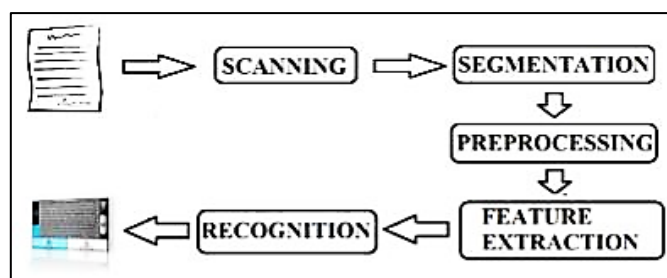 SCANNING
SEGMENTATION
PREPROCESSING
FEATURE
EXTRACTION
RECOGNITION